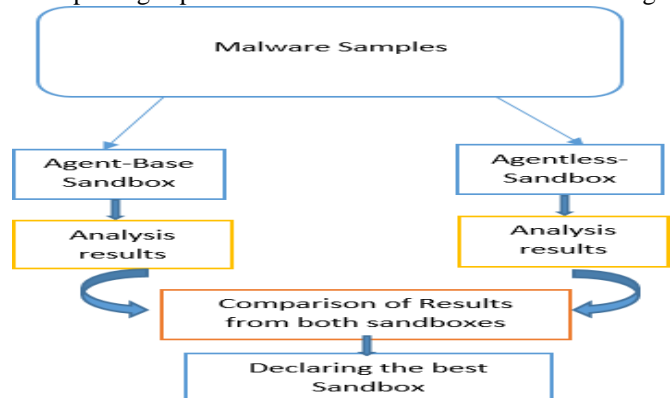 Malware Samples
Agent-Base
Sandbox
Agentless-
Sandbox
Analysis
results
Analysis
results
Comparison of Results
from both sandboxes
Declaring the best
Sandbox